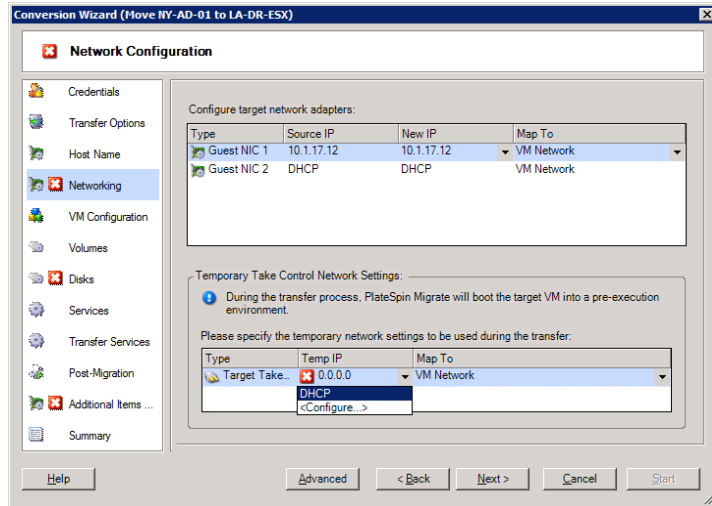 Conversion Wizard (Move NY-AD-01 to LA-DR-ESX)
Network Configuration
Credentials
Transfer Options
Host Name
Networking
VM Configuration
Volumes
Disks
Services
Transfer Services
Post-Migration
Additional Items ...
Summary
Configure target network adapters:
Type Source IP New IP Map To
Guest NIC 1 10.1.17.12 10.1.17.12 VM Network
Guest NIC 2 DHCP DHCP VM Network
Temporary Take Control Network Settings:
During the transfer process, PlateSpin Migrate will boot the target VM into a pre-execution
environment.
Please specify the temporary network settings to be used during the transfer:
Type Temp IP Map To
Target Take... 0.0.0.0 VM Network
DHCP
<Configure...>
Help Advanced < Back Next > Cancel Start